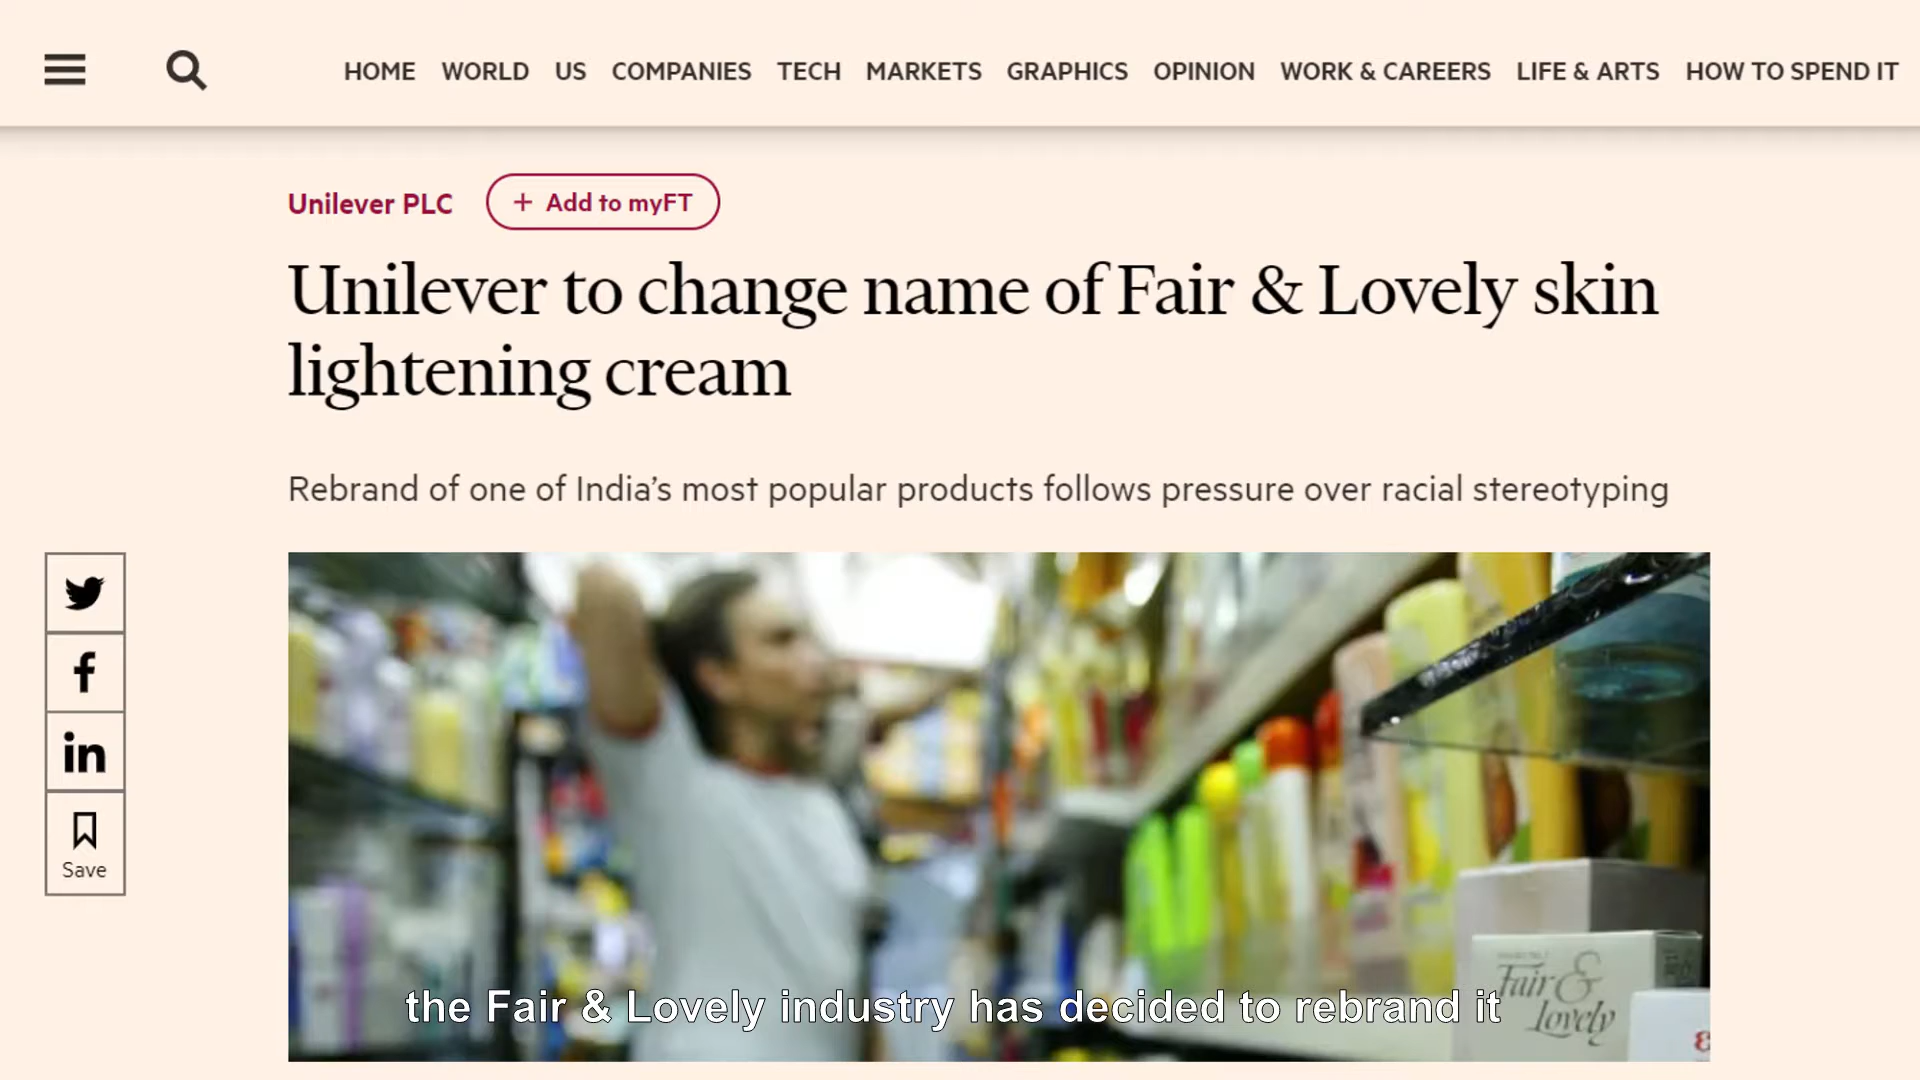 HOME WORLD US COMPANIES TECH MARKETS GRAPHICS OPINION WORK & CAREERS LIFE & ARTS HOW TO SPEND IT
Unilever PLC + Add to myFT
Unilever to change name of Fair & Lovely skin
lightening cream
Rebrand of one of India’s most popular products follows pressure over racial stereotyping
Save
Fair &
Lovely
the Fair & Lovely industry has decided to rebrand it